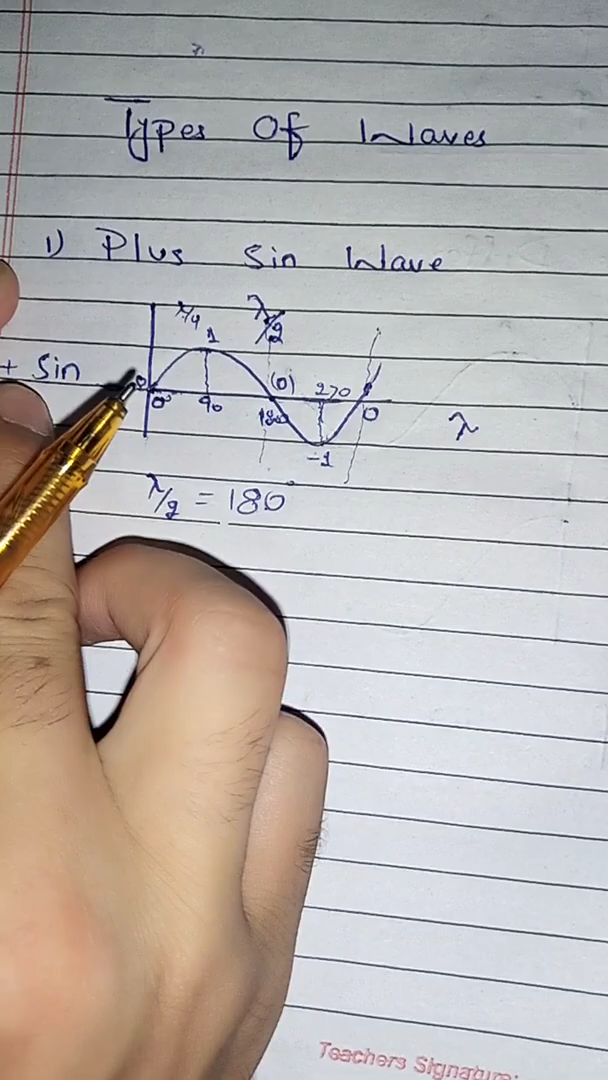 Types Of Waves
1) Plus Sin Wave
λ/4 λ/2
1
+ Sin
0 (0) 270
0° 90 180 0
λ
-1
λ/2 = 180
Teachers Signature: